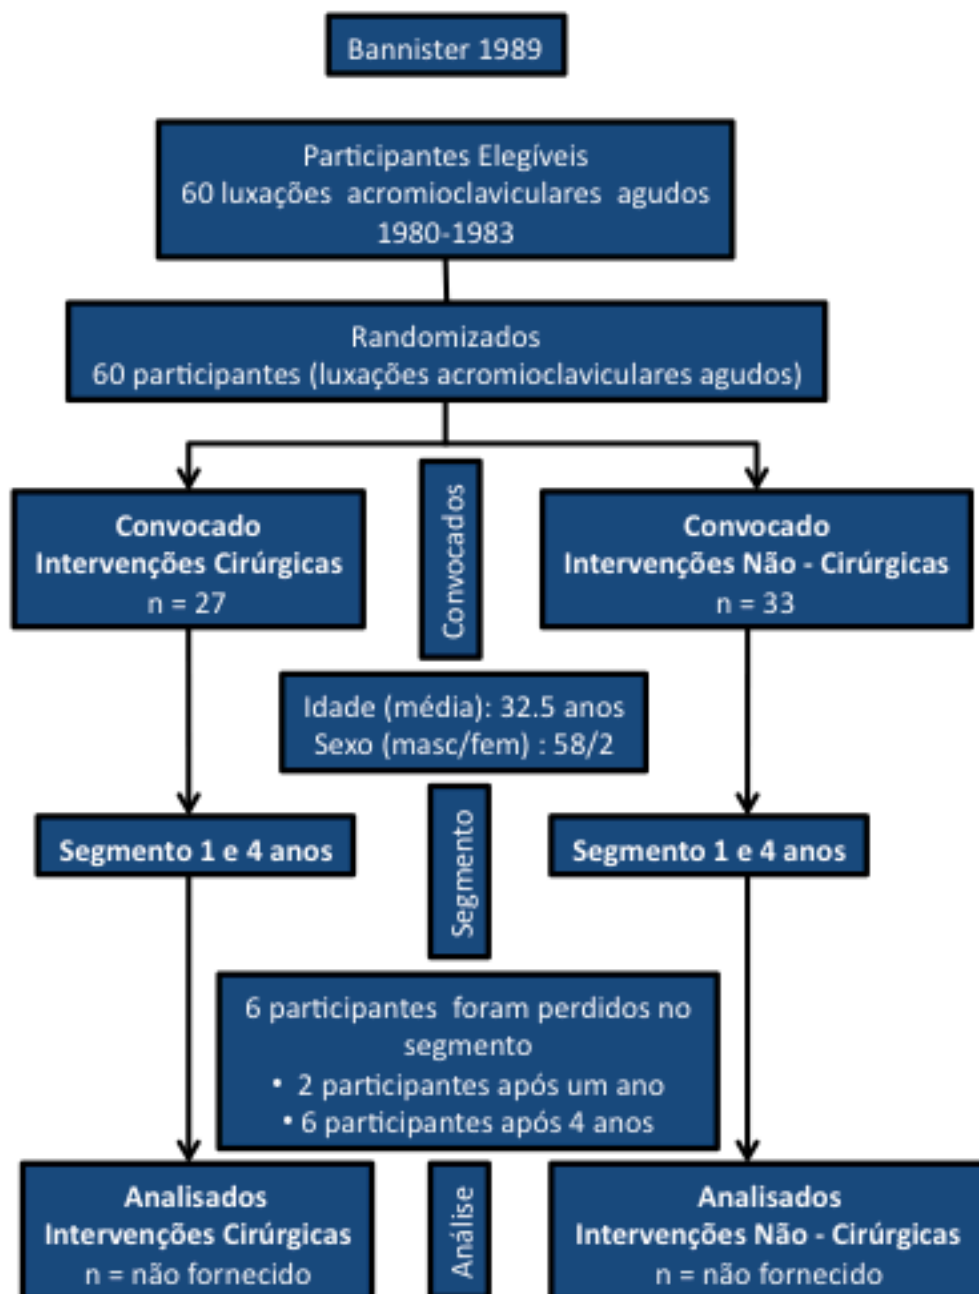 Bannister 1989
Participantes Elegíveis
60 luxações acromioclaviculares agudos
1980-1983
Randomizados
60 participantes (luxações acromioclaviculares agudos)
Convocado
Intervenções Cirúrgicas
n = 27
Convocados
Convocado
Intervenções Não - Cirúrgicas
n = 33
Idade (média): 32.5 anos
Sexo (masc/fem) : 58/2
Segmento 1 e 4 anos
Segmento
Segmento 1 e 4 anos
6 participantes foram perdidos no
segmento
• 2 participantes após um ano
• 6 participantes após 4 anos
Analisados
Intervenções Cirúrgicas
n = não fornecido
Análise
Analisados
Intervenções Não - Cirúrgicas
n = não fornecido